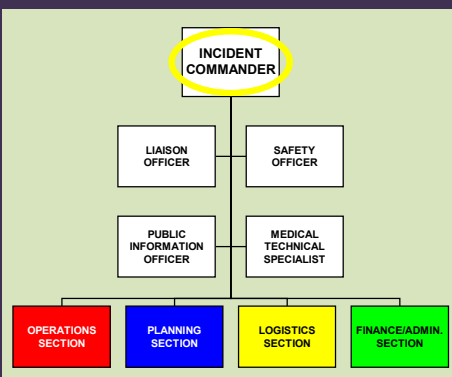 INCIDENT
COMMANDER
LIAISON
OFFICER
SAFETY
OFFICER
PUBLIC
INFORMATION
OFFICER
MEDICAL
TECHNICAL
SPECIALIST
OPERATIONS
SECTION
PLANNING
SECTION
LOGISTICS
SECTION
FINANCE/ADMIN.
SECTION